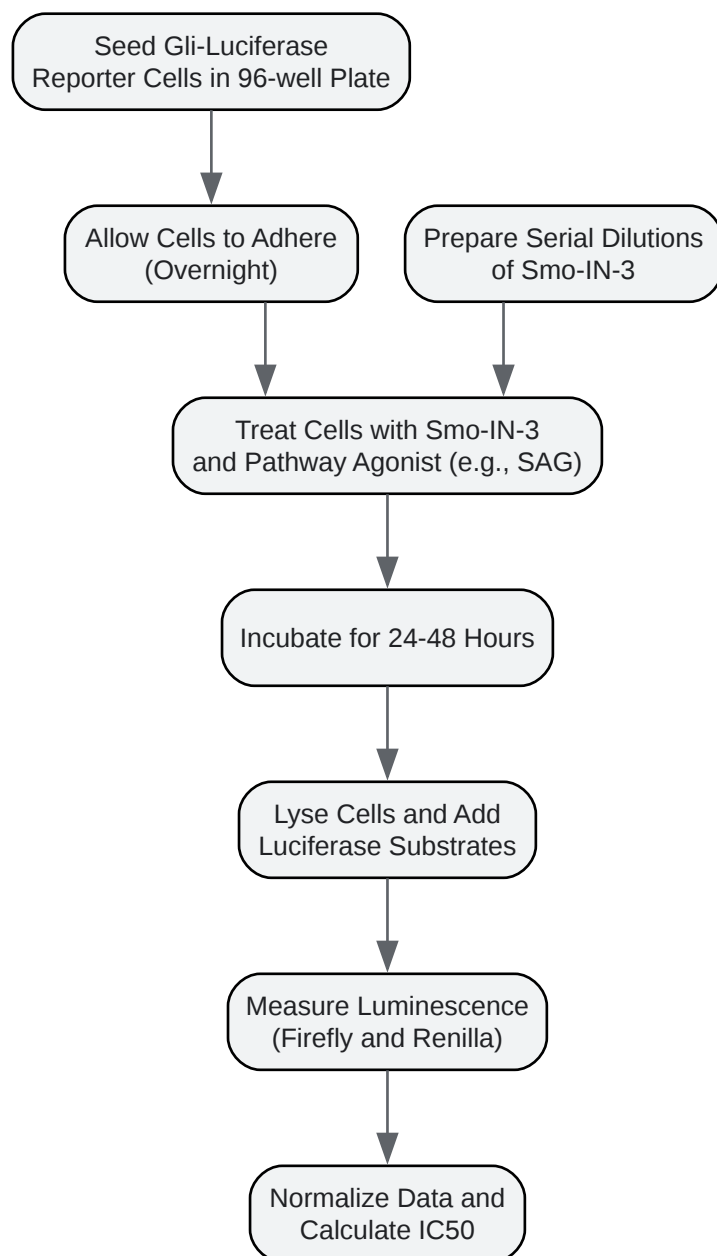 Seed Gli-Luciferase
Reporter Cells in 96-well Plate
Allow Cells to Adhere
(Overnight)
Prepare Serial Dilutions
of Smo-IN-3
Treat Cells with Smo-IN-3
and Pathway Agonist (e.g., SAG)
Incubate for 24-48 Hours
Lyse Cells and Add
Luciferase Substrates
Measure Luminescence
(Firefly and Renilla)
Normalize Data and
Calculate IC50